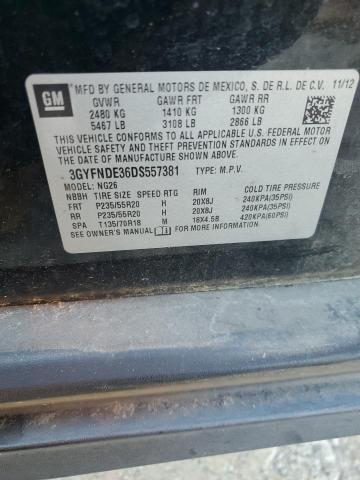 GM
MFD BY GENERAL MOTORS DE MEXICO, S. DE R.L. DE C.V. 11/12
GVWR GAWR FRT GAWR RR
2480 KG 1410 KG 1300 KG
5467 LB 3108 LB 2866 LB
THIS VEHICLE CONFORMS TO ALL APPLICABLE U.S. FEDERAL MOTOR
VEHICLE SAFETY AND THEFT PREVENTION STANDARDS IN
EFFECT ON THE DATE OF MANUFACTURE SHOWN ABOVE.
3GYFNDE36DS557381 TYPE: M.P.V.
NBBH: NG26
TIRE SIZE SPEED RTG RIM COLD TIRE PRESSURE
FRT P235/55R20 H 20X8J 240KPA(35PSI)
RR P235/55R20 H 20X8J 240KPA(35PSI)
SPA T135/70R18 M 18X4.5B 420KPA(60PSI)
SEE OWNER'S MANUAL FOR MORE INFORMATION.